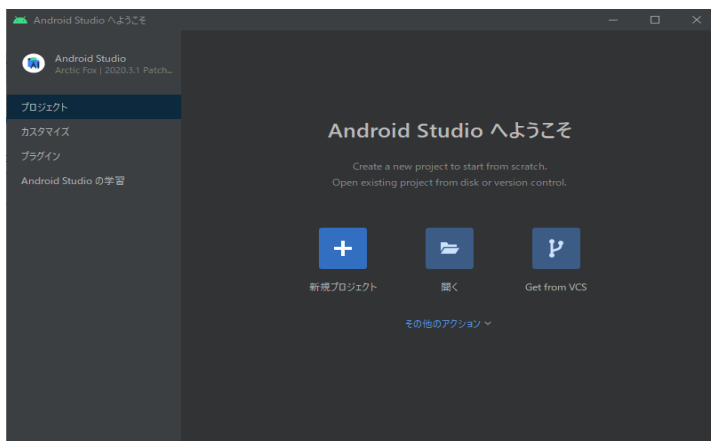 Android Studio へようこそ
Android Studio
Arctic Fox | 2020.3.1 Patch...
プロジェクト
カスタマイズ
プラグイン
Android Studio の学習
Android Studio へようこそ
Create a new project to start from scratch.
Open existing project from disk or version control.
新規プロジェクト
開く
Get from VCS
その他のアクション